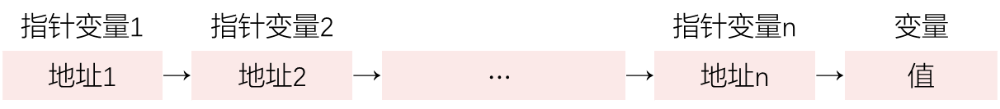 指针变量1 指针变量2 指针变量n 变量
地址1 → 地址2 → … → 地址n → 值